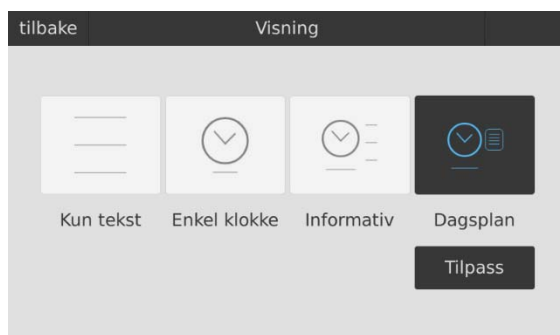 tilbake Visning
Kun tekst Enkel klokke Informativ Dagsplan
Tilpass